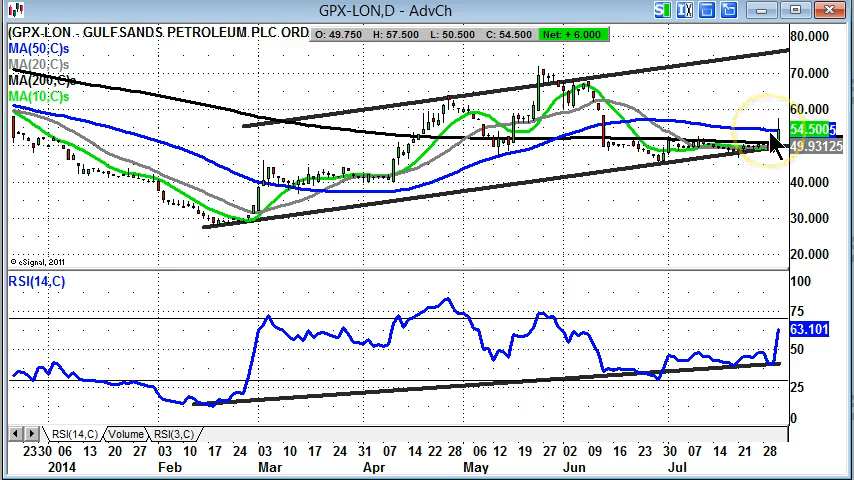 GPX-LON,D - AdvCh
(GPX-LON - GULFSANDS PETROLEUM PLC ORD
O: 49.750 H: 57.500 L: 50.500 C: 54.500 Net: + 6.000
MA(50,C)s
MA(20,C)s
MA(200,C)s
MA(10,C)s
80.000
70.000
60.000
54.500
49.93125
40.000
30.000
20.000
© eSignal, 2011
RSI(14,C)
100
75
63.101
50
25
0
RSI(14,C) Volume RSI(3,C)
23 30 06 13 20 27 03 10 17 24 03 10 17 24 07 14 22 28 06 12 19 27 02 09 16 23 30 07 14 21 28
2014 Feb Mar Apr May Jun Jul